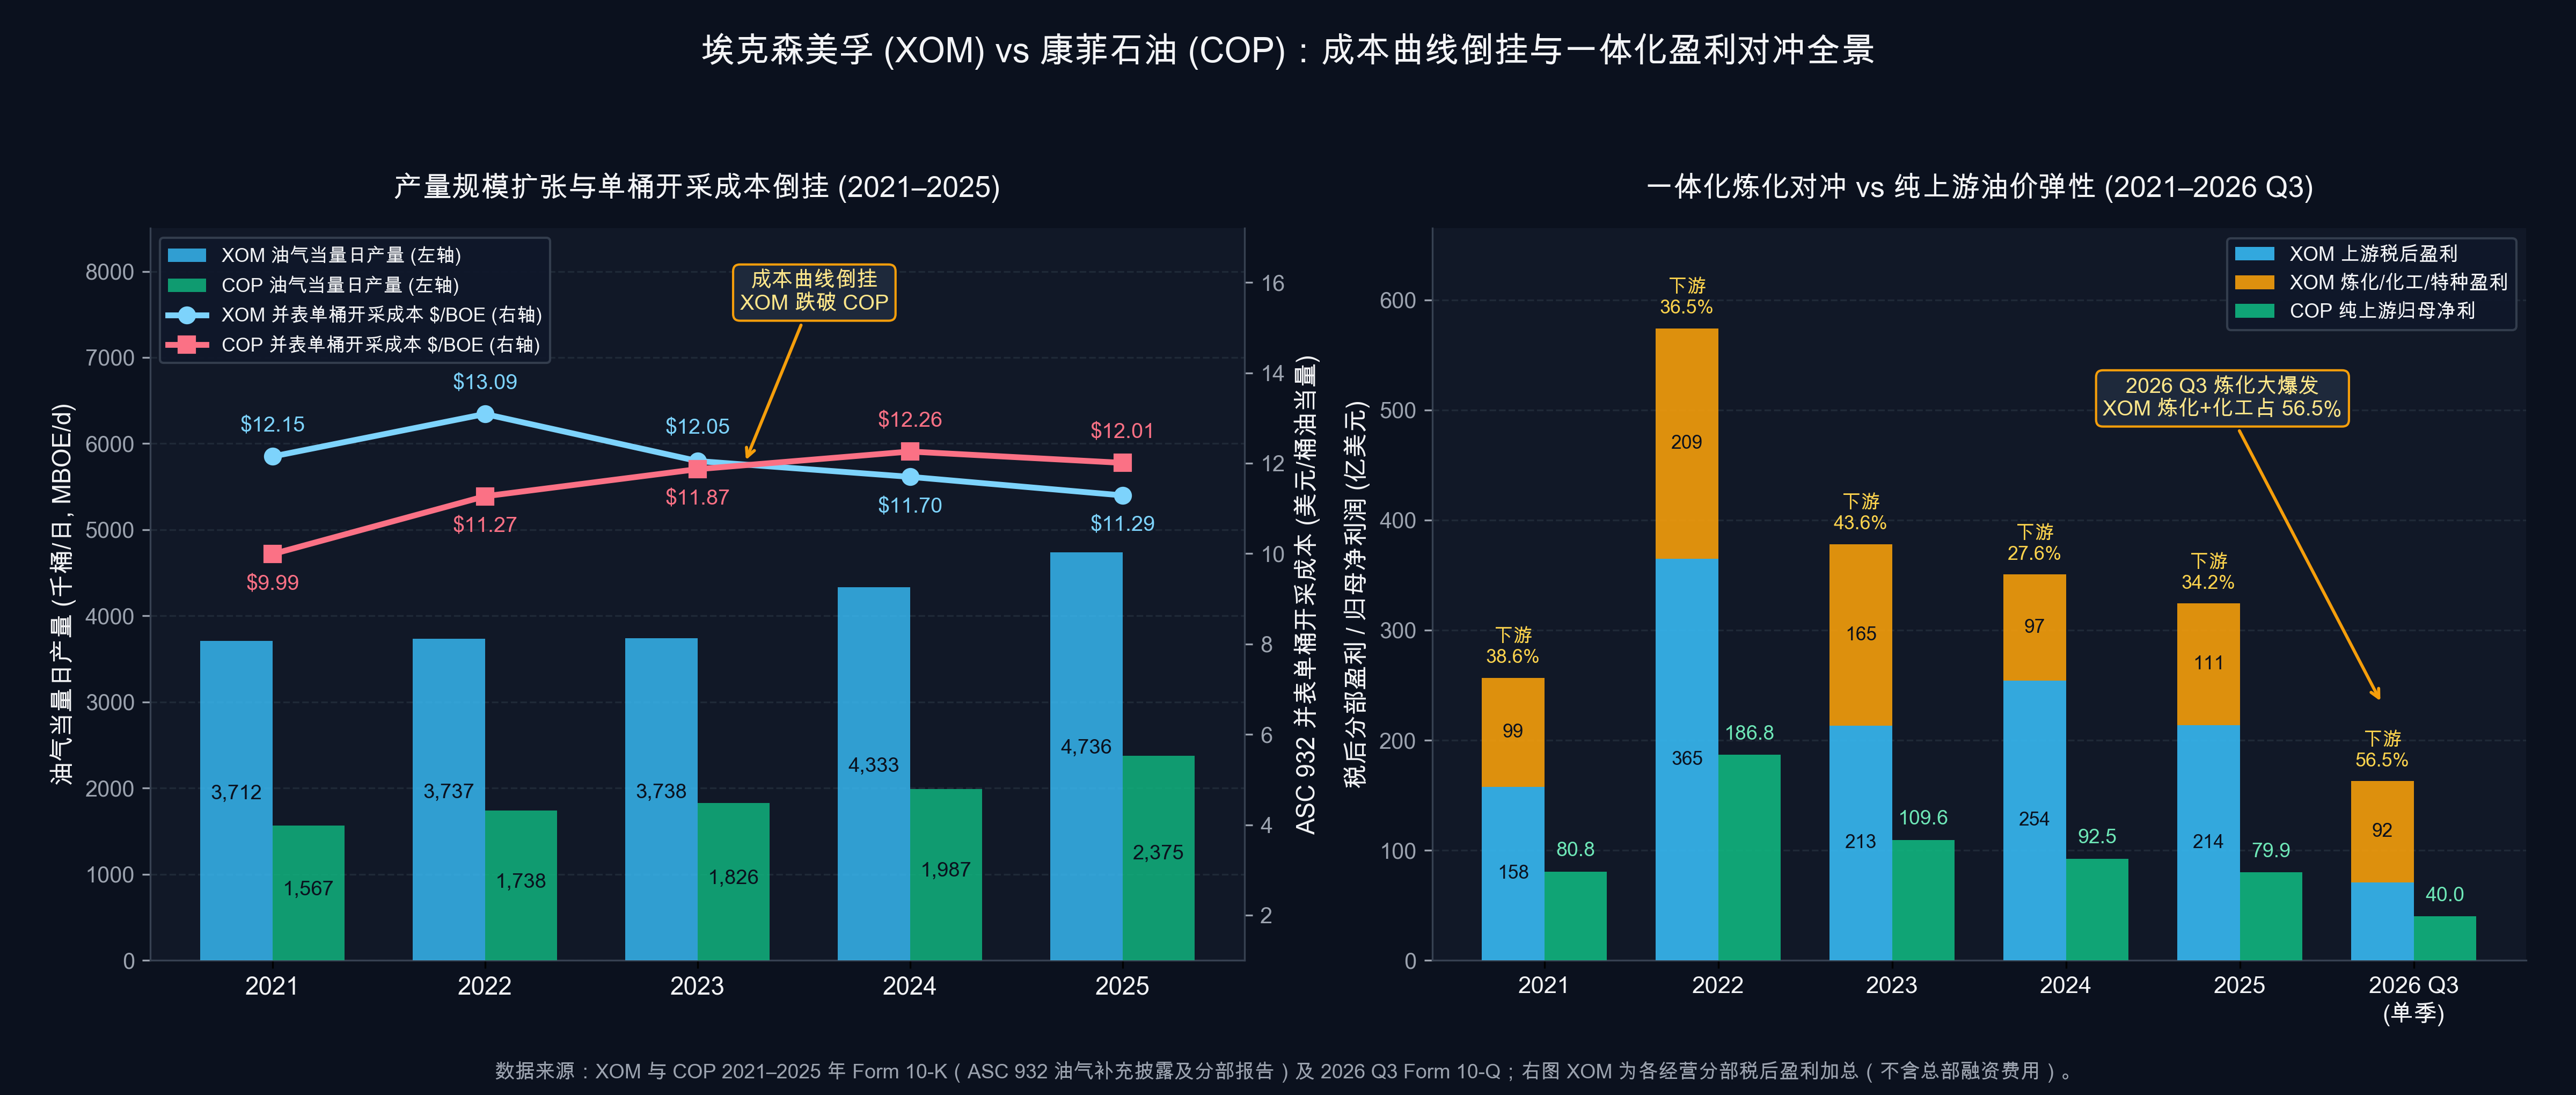 埃克森美孚 (XOM) vs 康菲石油 (COP)：成本曲线倒挂与一体化盈利对冲全景
产量规模扩张与单桶开采成本倒挂 (2021–2025)
XOM 油气当量日产量 (左轴)
COP 油气当量日产量 (左轴)
XOM 并表单桶开采成本 $/BOE (右轴)
COP 并表单桶开采成本 $/BOE (右轴)
成本曲线倒挂
XOM 跌破 COP
油气当量日产量 (千桶/日, MBOE/d)
8000
7000
6000
5000
4000
3000
2000
1000
0
$12.15
$13.09
$12.05
$11.70
$11.29
$9.99
$11.27
$11.87
$12.26
$12.01
3,712
3,737
3,738
4,333
4,736
1,567
1,738
1,826
1,987
2,375
2021
2022
2023
2024
2025
16
14
12
10
8
6
4
2
ASC 932 并表单桶开采成本 (美元/桶油当量)
一体化炼化对冲 vs 纯上游油价弹性 (2021–2026 Q3)
XOM 上游税后盈利
XOM 炼化/化工/特种盈利
COP 纯上游归母净利
2026 Q3 炼化大爆发
XOM 炼化+化工占 56.5%
税后分部盈利 / 归母净利润 (亿美元)
600
500
400
300
200
100
0
下游
38.6%
99
158
80.8
下游
36.5%
209
365
186.8
下游
43.6%
165
213
109.6
下游
27.6%
97
254
92.5
下游
34.2%
111
214
79.9
下游
56.5%
92
40.0
2021
2022
2023
2024
2025
2026 Q3
(单季)
数据来源：XOM 与 COP 2021–2025 年 Form 10-K（ASC 932 油气补充披露及分部报告）及 2026 Q3 Form 10-Q；右图 XOM 为各经营分部税后盈利加总（不含总部融资费用）。